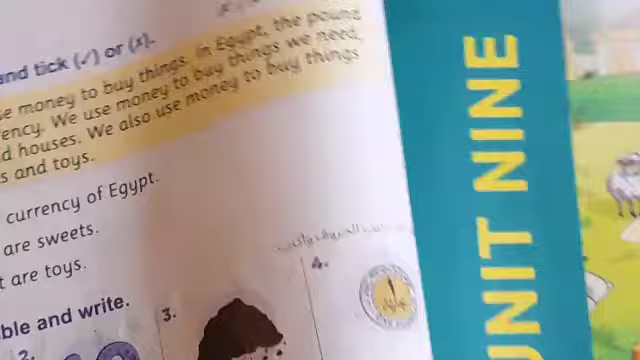 and tick (✓) or (x).
se money to buy things. In Egypt, the pound
ency. We use money to buy things we need,
d houses. We also use money to buy things
s and toys.
currency of Egypt.
are sweets.
t are toys.
ble and write.
2.
3.
4.
UNIT NINE